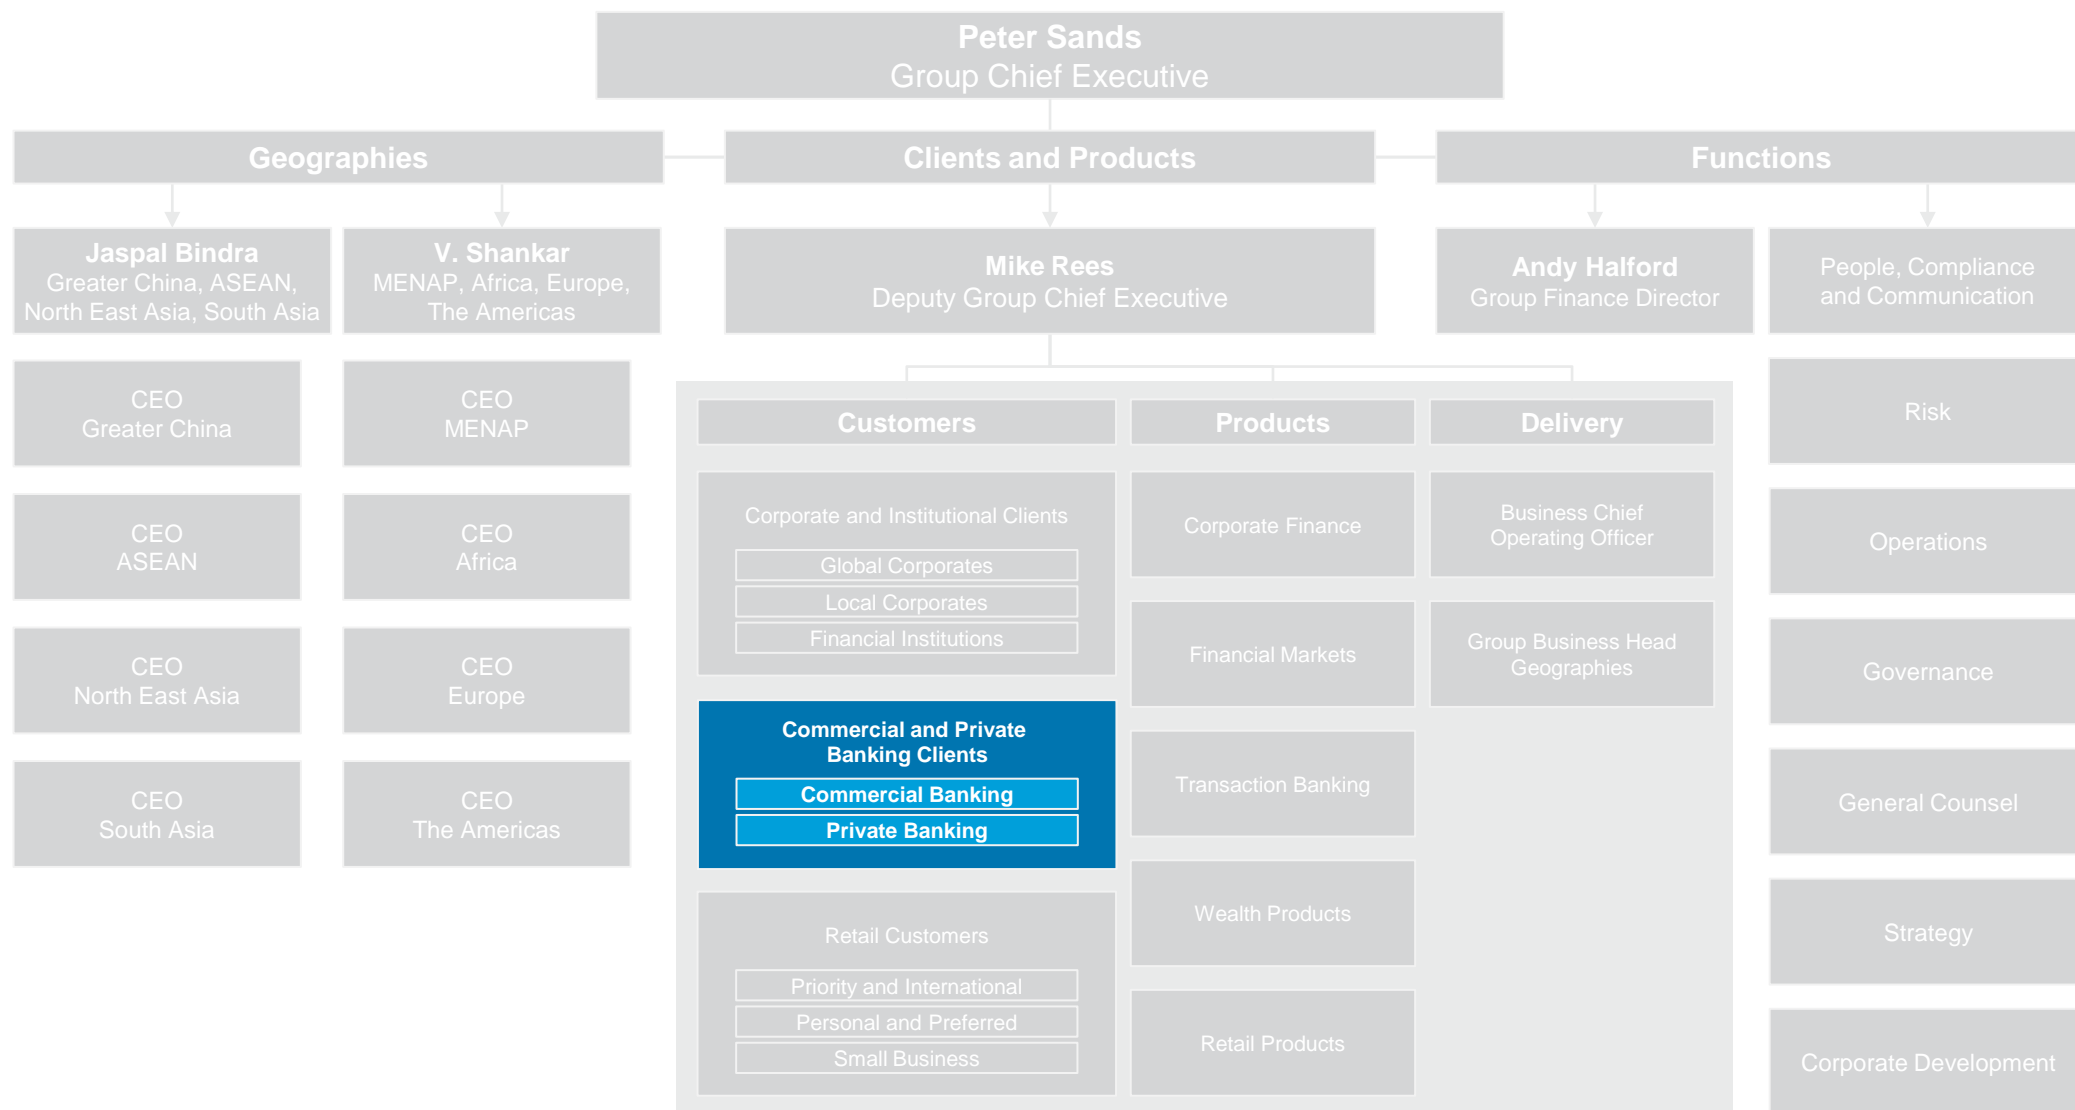 Peter Sands
Group Chief Executive
Geographies
Clients and Products
Functions
Jaspal Bindra
Greater China, ASEAN,
North East Asia, South Asia
V. Shankar
MENAP, Africa, Europe,
The Americas
Mike Rees
Deputy Group Chief Executive
Andy Halford
Group Finance Director
People, Compliance
and Communication
CEO
Greater China
CEO
ASEAN
CEO
North East Asia
CEO
South Asia
CEO
MENAP
CEO
Africa
CEO
Europe
CEO
The Americas
Customers
Corporate and Institutional Clients
Global Corporates
Local Corporates
Financial Institutions
Commercial and Private
Banking Clients
Commercial Banking
Private Banking
Retail Customers
Priority and International
Personal and Preferred
Small Business
Products
Corporate Finance
Financial Markets
Transaction Banking
Wealth Products
Retail Products
Delivery
Business Chief
Operating Officer
Group Business Head
Geographies
Risk
Operations
Governance
General Counsel
Strategy
Corporate Development